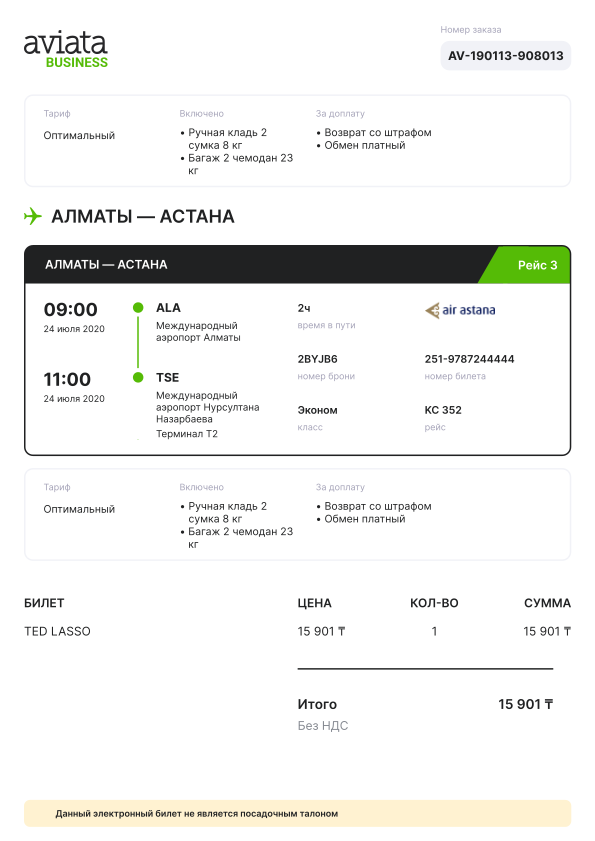 aviata
BUSINESS
Номер заказа
AV-190113-908013
Тариф
Включено
За доплату
Оптимальный
• Ручная кладь 2
сумка 8 кг
• Багаж 2 чемодан 23
кг
• Возврат со штрафом
• Обмен платный
АЛМАТЫ — АСТАНА
АЛМАТЫ — АСТАНА
Рейс 3
09:00
24 июля 2020
ALA
Международный
аэропорт Алматы
2ч
время в пути
air astana
11:00
24 июля 2020
TSE
Международный
аэропорт Нурсултана
Назарбаева
Терминал T2
2BYJB6
номер брони
251-9787244444
номер билета
Эконом
класс
KC 352
рейс
Тариф
Включено
За доплату
Оптимальный
• Ручная кладь 2
сумка 8 кг
• Багаж 2 чемодан 23
кг
• Возврат со штрафом
• Обмен платный
БИЛЕТ
ЦЕНА
КОЛ-ВО
СУММА
TED LASSO
15 901 ₸
1
15 901 ₸
Итого
15 901 ₸
Без НДС
Данный электронный билет не является посадочным талоном